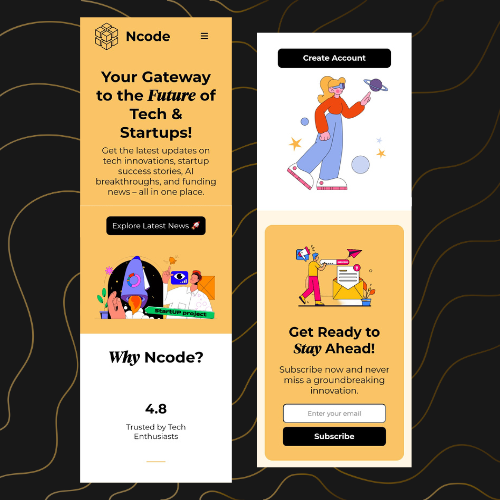 Ncode
Your Gateway
to the Future of
Tech &
Startups!
Get the latest updates on
tech innovations, startup
success stories, AI
breakthroughs, and funding
news – all in one place.
Explore Latest News 🚀
StartUP project
Why Ncode?
4.8
Trusted by Tech
Enthusiasts
Create Account
Get Ready to
Stay Ahead!
Subscribe now and never
miss a groundbreaking
innovation.
Enter your email
Subscribe